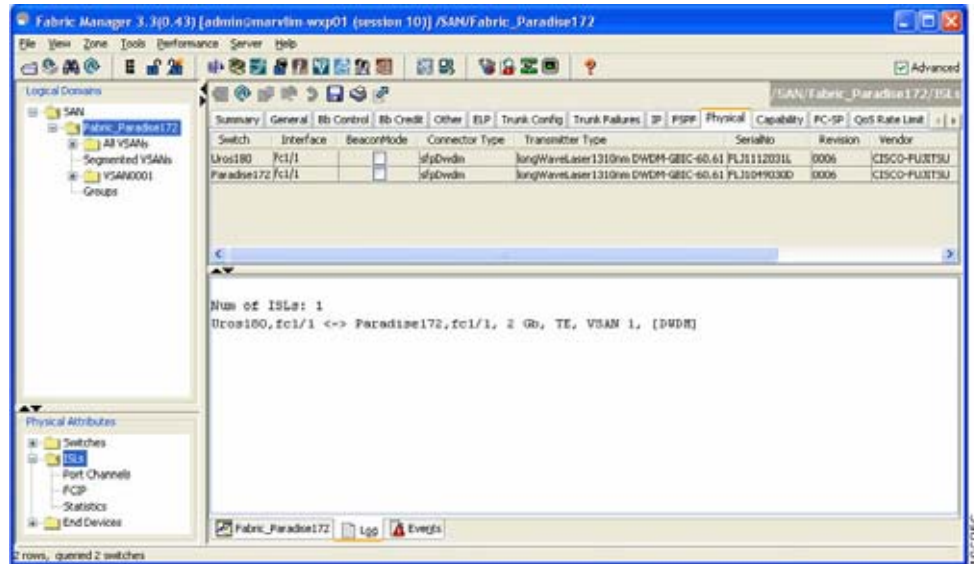 Fabric Manager 3.3(0.43) [admin@marvlim-wxp01 (session 10)] /SAN/Fabric_Paradise172
File View Zone Tools Performance Server Help
Advanced
Logical Domains
/SAN/Fabric_Paradise172/ISLs
SAN
Fabric_Paradise172
All VSANs
Segmented VSANs
VSAN0001
Groups
Summary General Bb Control Bb Credit Other ELP Trunk Config Trunk Failures IP FSPF Physical Capability FC-SP QoS Rate Limit
Switch Interface BeaconMode Connector Type Transmitter Type SerialNo Revision Vendor
Uros180 fc1/1 sfpDwdm longWaveLaser1310nm DWDM-GBIC-60.61 FLJ1112031L 0006 CISCO-FUJITSU
Paradise172 fc1/1 sfpDwdm longWaveLaser1310nm DWDM-GBIC-60.61 FLJ1049030D 0006 CISCO-FUJITSU
Num of ISLs: 1
Uros180,fc1/1 <-> Paradise172,fc1/1, 2 Gb, TE, VSAN 1, [DWDM]
Physical Attributes
Switches
ISLs
Port Channels
FCIP
Statistics
End Devices
Fabric_Paradise172 Log Events
2 rows, queried 2 switches